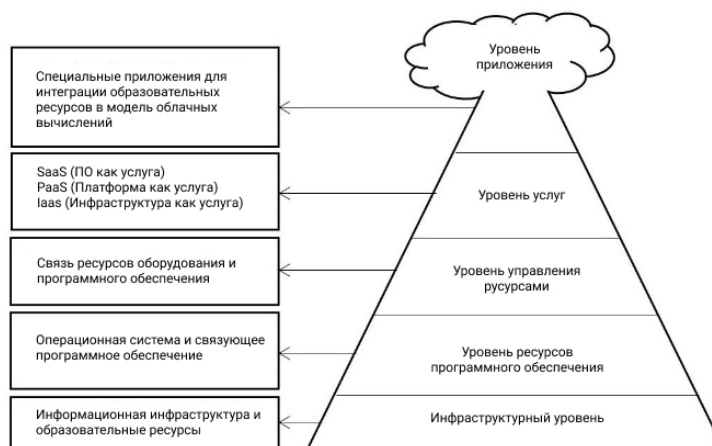 Уровень
приложения
Специальные приложения для
интеграции образовательных
ресурсов в модель облачных
вычислений
SaaS (ПО как услуга)
PaaS (Платформа как услуга)
Iaas (Инфраструктура как услуга)
Уровень услуг
Связь ресурсов оборудования и
программного обеспечения
Уровень управления
русурсами
Операционная система и связующее
программное обеспечение
Уровень ресурсов
программного обеспечения
Информационная инфраструктура и
образовательные ресурсы
Инфраструктурный уровень